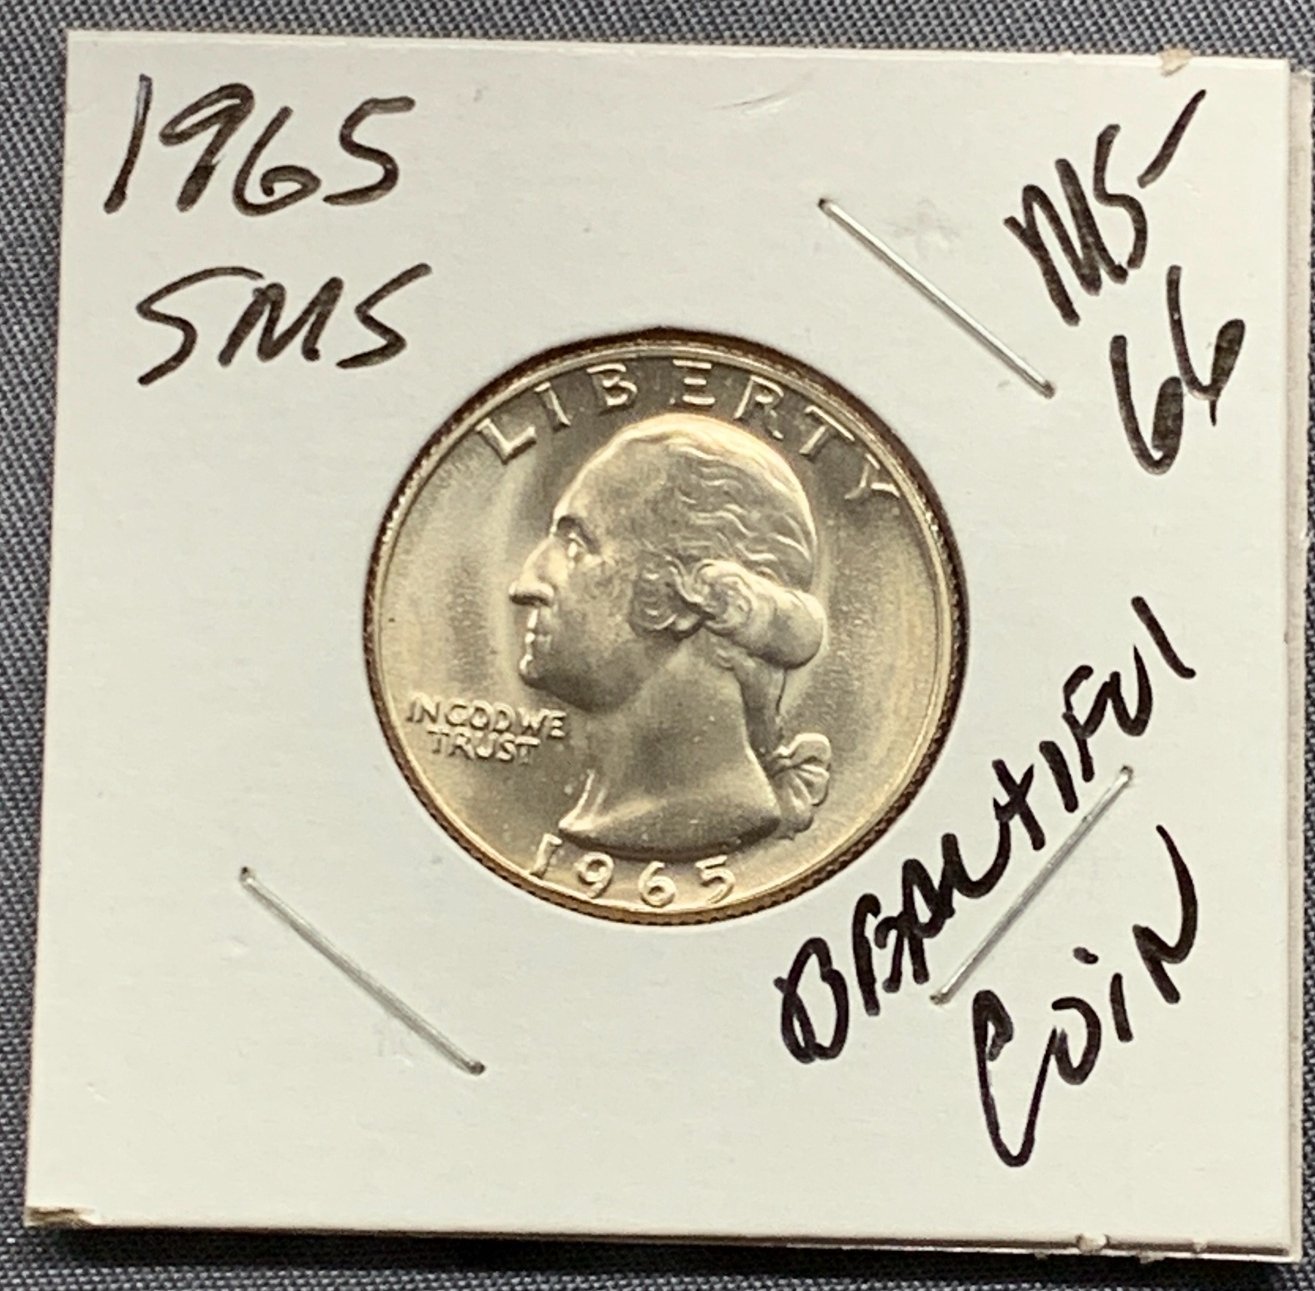 1965
SMS
MS-
66
LIBERTY
IN GOD WE
TRUST
1965
BEAUTIFUL
COIN